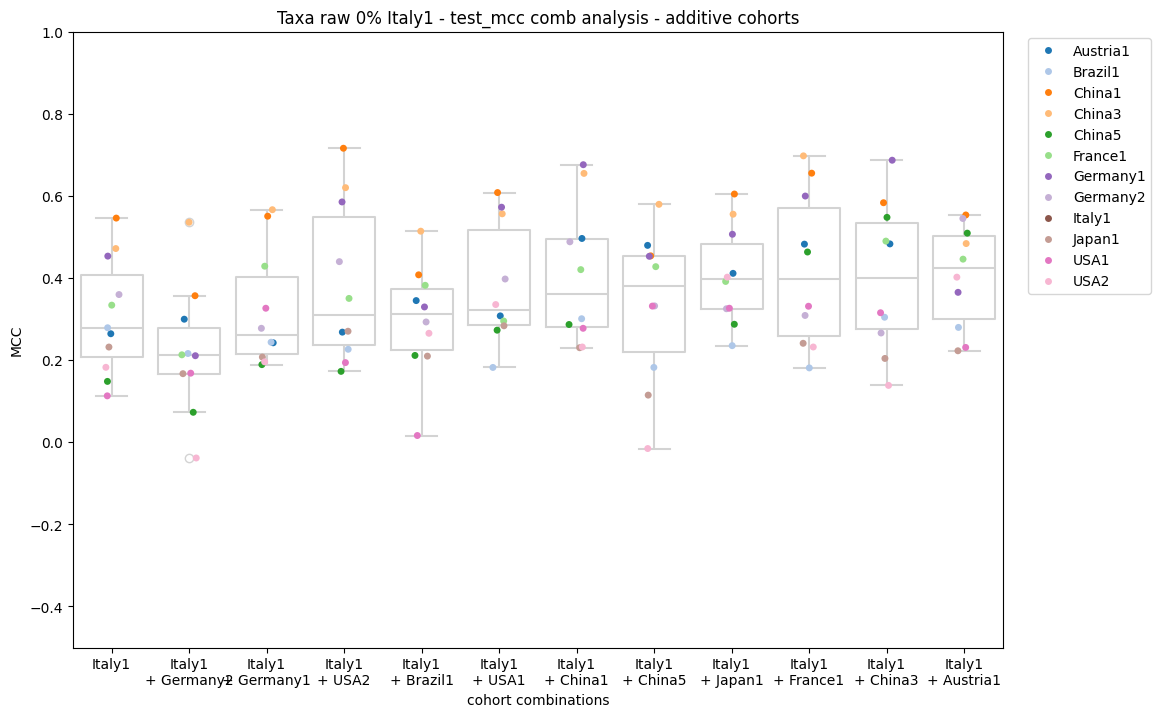 Taxa raw 0% Italy1 - test_mcc comb analysis - additive cohorts
MCC
1.0
0.8
0.6
0.4
0.2
0.0
−0.2
−0.4
Italy1
Italy1
+ Germany2
Italy1
+ Germany1
Italy1
+ USA2
Italy1
+ Brazil1
Italy1
+ USA1
Italy1
+ China1
Italy1
+ China5
Italy1
+ Japan1
Italy1
+ France1
Italy1
+ China3
Italy1
+ Austria1
cohort combinations
Austria1
Brazil1
China1
China3
China5
France1
Germany1
Germany2
Italy1
Japan1
USA1
USA2